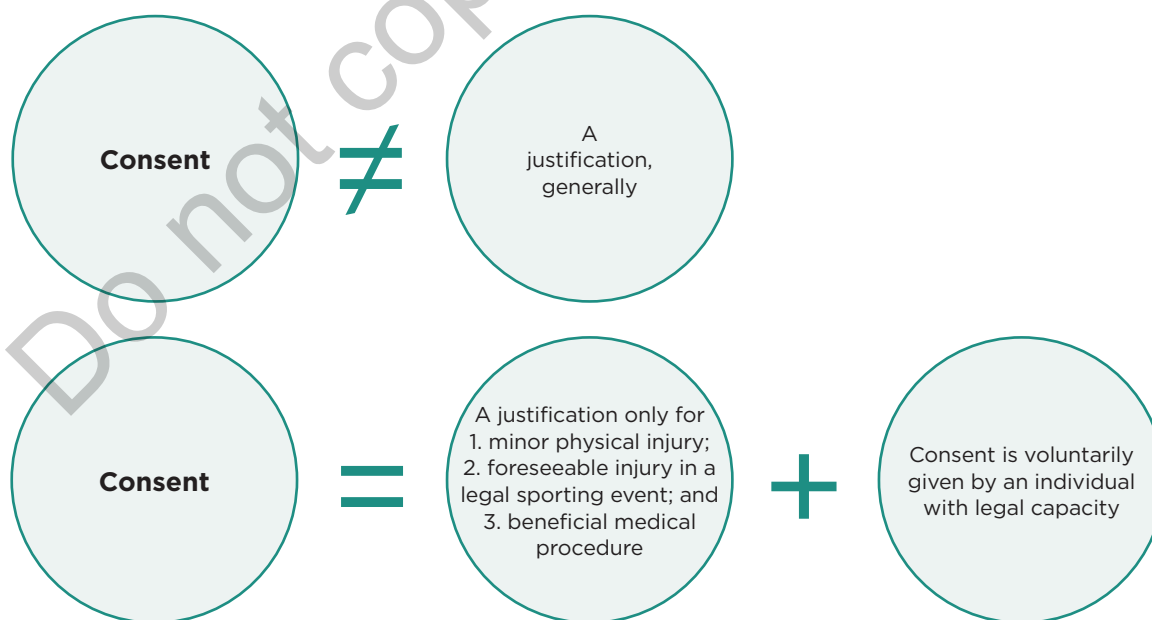 Do not cop
Consent
≠
A
justification,
generally
Consent
=
A justification only for
1. minor physical injury;
2. foreseeable injury in a
legal sporting event; and
3. beneficial medical
procedure
+
Consent is voluntarily
given by an individual
with legal capacity